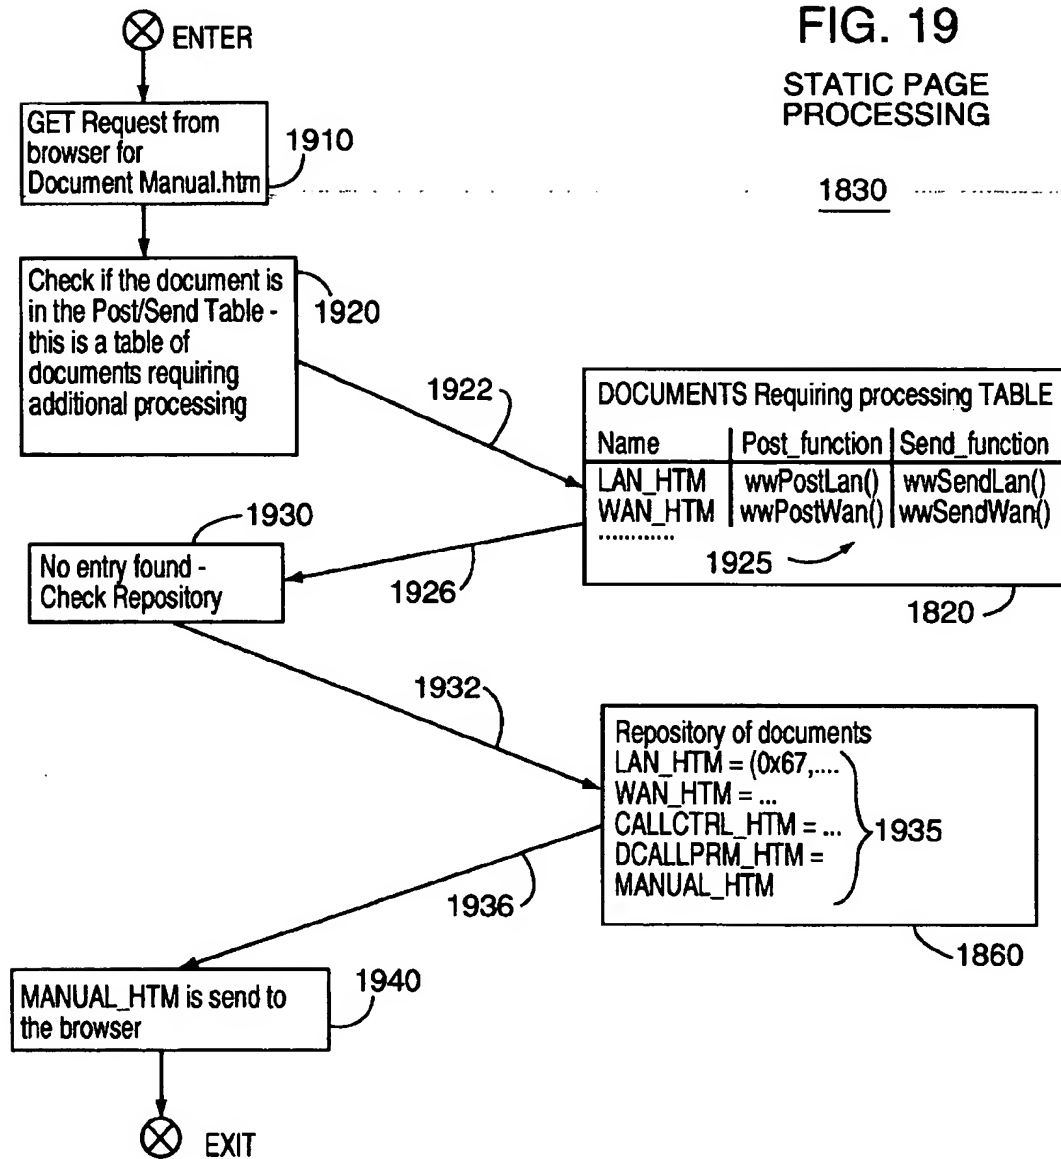 FIG. 19
STATIC PAGE
PROCESSING
1830
ENTER
GET Request from
browser for
Document Manual.htm
1910
Check if the document is
in the Post/Send Table -
this is a table of
documents requiring
additional processing
1920
1922
DOCUMENTS Requiring processing TABLE
Name Post_function Send_function
LAN_HTM wwPostLan() wwSendLan()
WAN_HTM wwPostWan() wwSendWan()
............
1925
1820
1926
1930
No entry found -
Check Repository
1932
Repository of documents
LAN_HTM = (0x67,....
WAN_HTM = ...
CALLCTRL_HTM = ...
DCALLPRM_HTM =
MANUAL_HTM
1935
1860
1936
MANUAL_HTM is send to
the browser
1940
EXIT